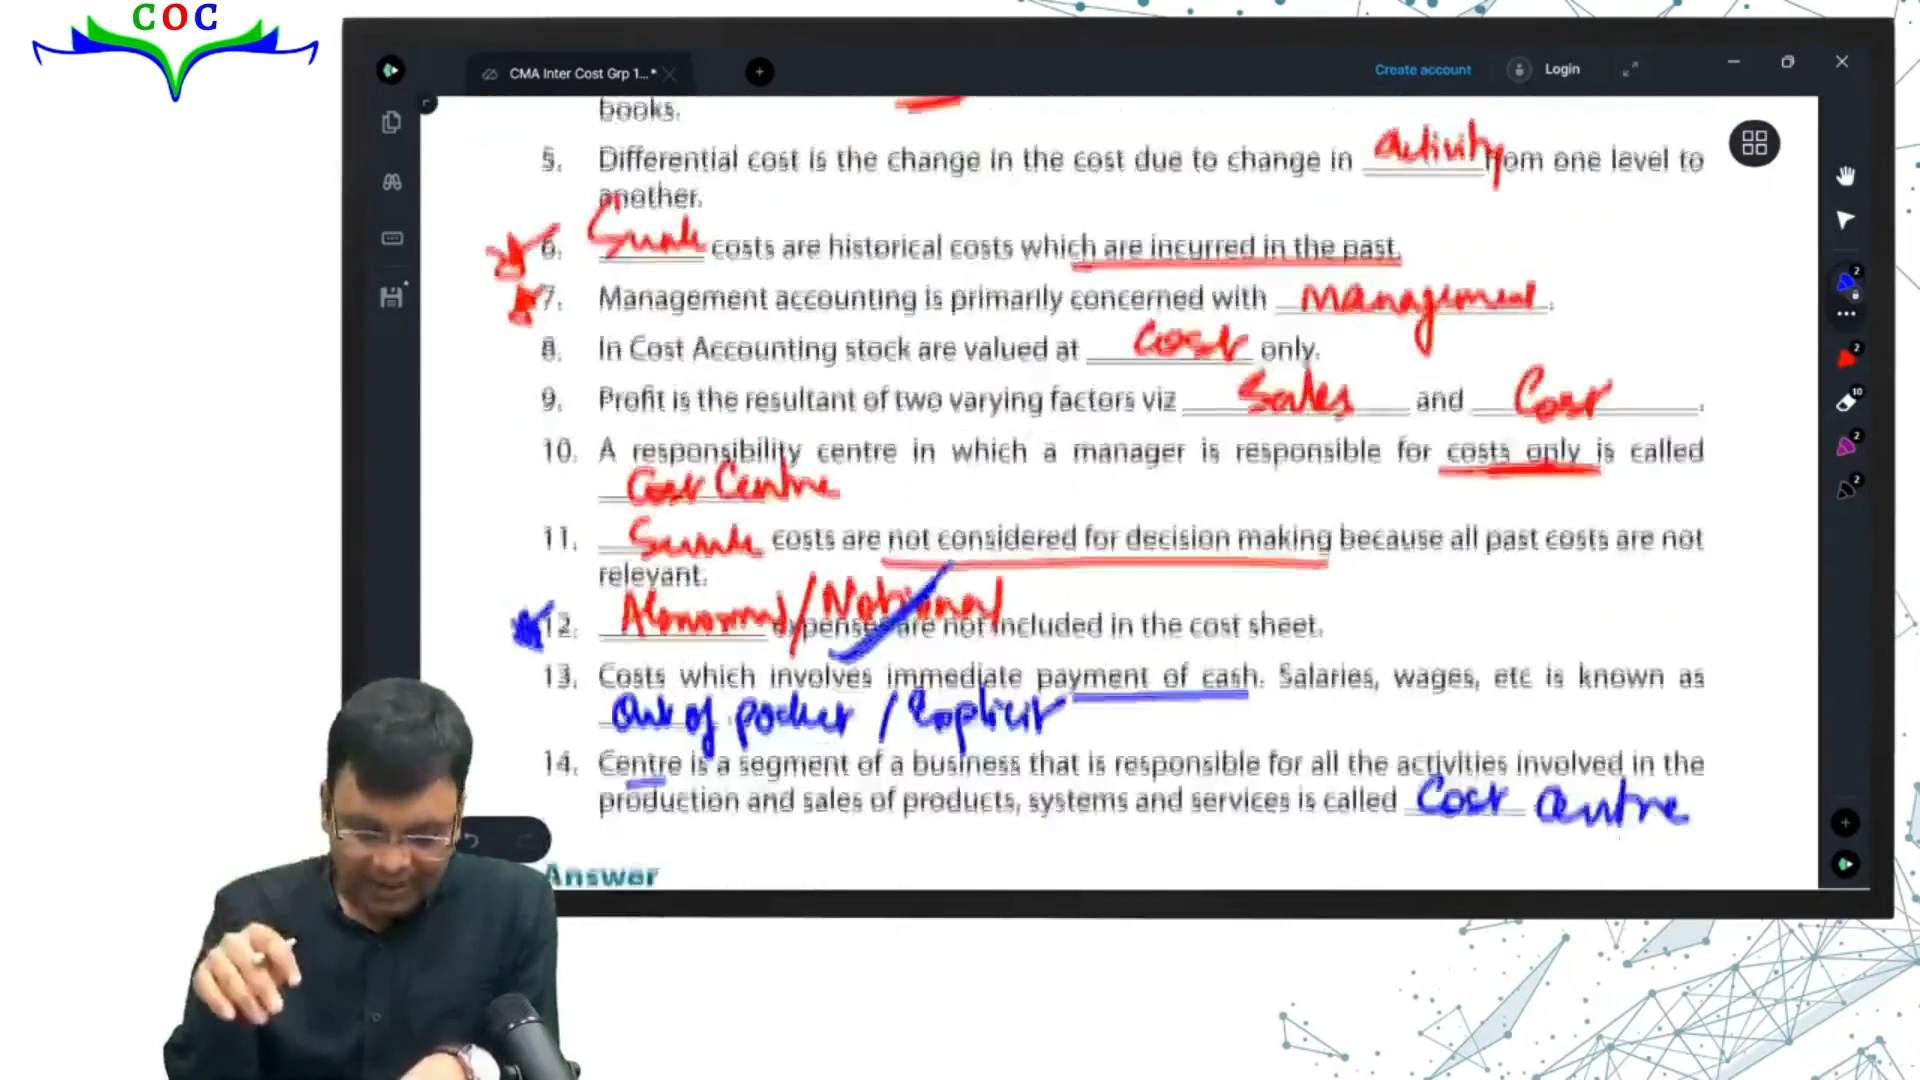 COC
CMA Inter Cost Grp 1...*
Create account
Login
books.
5. Differential cost is the change in the cost due to change in activity from one level to
another.
6. Sunk costs are historical costs which are incurred in the past.
7. Management accounting is primarily concerned with Management.
8. In Cost Accounting stock are valued at Cost only.
9. Profit is the resultant of two varying factors viz Sales and Cost.
10. A responsibility centre in which a manager is responsible for costs only is called
Cost Centre
11. Sunk costs are not considered for decision making because all past costs are not
relevant.
12. Abnormal/Notional expenses are not included in the cost sheet.
13. Costs which involves immediate payment of cash. Salaries, wages, etc is known as
Out of pocket / Explicit
14. Centre is a segment of a business that is responsible for all the activities involved in the
production and sales of products, systems and services is called Cost Centre
Answer
2
2
10
2
2